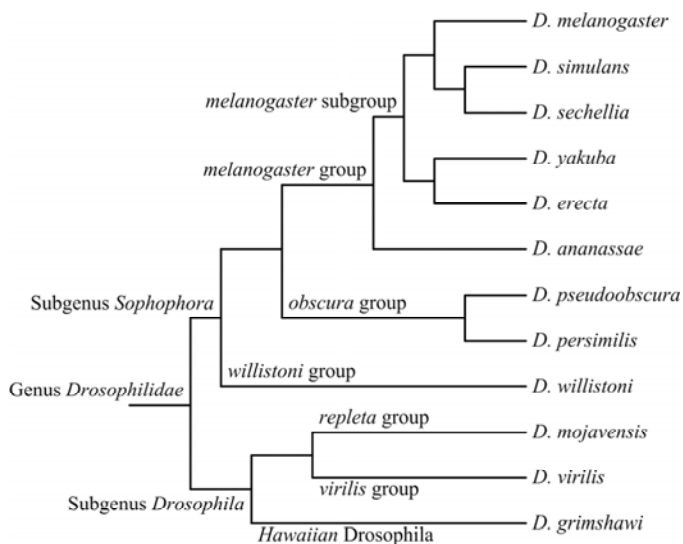 D. melanogaster
D. simulans
melanogaster subgroup
D. sechellia
D. yakuba
melanogaster group
D. erecta
D. ananassae
Subgenus Sophophora
obscura group
D. pseudoobscura
D. persimilis
willistoni group
Genus Drosophilidae
D. willistoni
repleta group
D. mojavensis
D. virilis
virilis group
Subgenus Drosophila
D. grimshawi
Hawaiian Drosophila